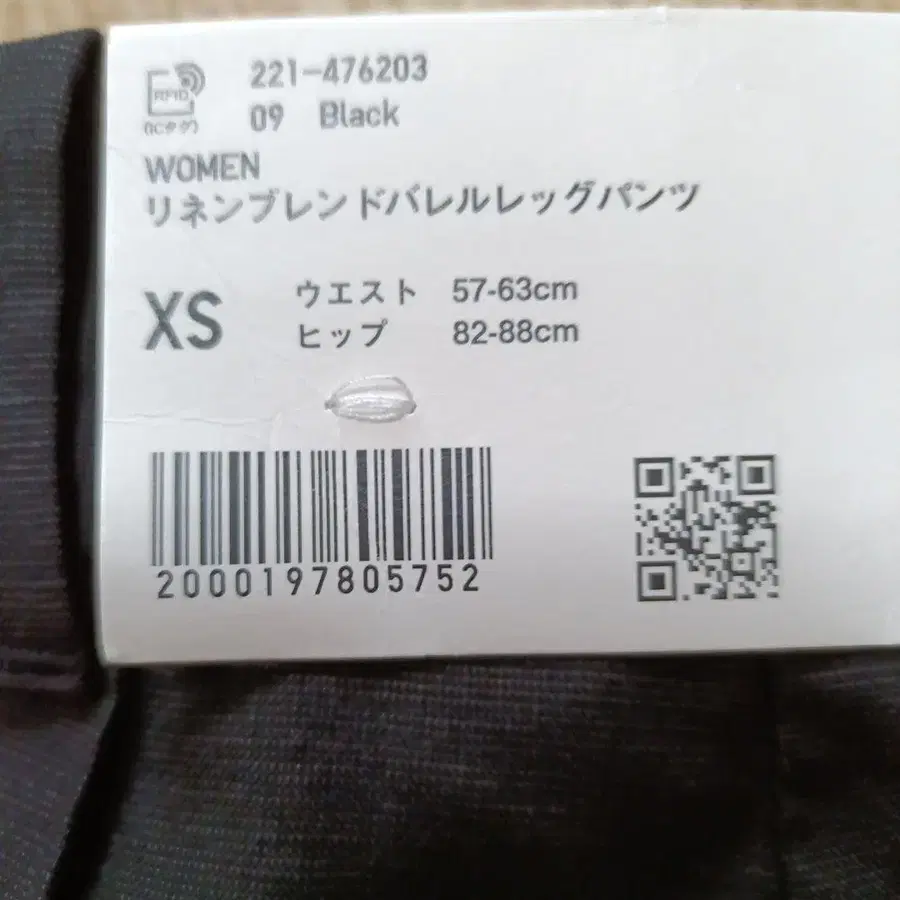 RFID
(ICタグ)
221-476203
09 Black
WOMEN
リネンブレンドバレルレッグパンツ
XS
ウエスト 57-63cm
ヒップ 82-88cm
2000197805752